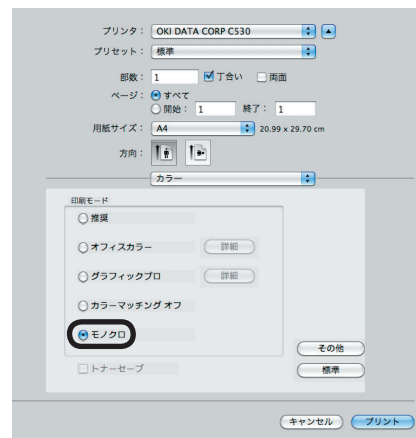 プリンタ： OKI DATA CORP C530
プリセット： 標準
部数： 1 丁合い 両面
ページ： すべて
開始： 1 終了： 1
用紙サイズ： A4 20.99 x 29.70 cm
方向：
カラー
印刷モード
推奨
オフィスカラー 詳細
グラフィックプロ 詳細
カラーマッチング オフ
モノクロ
その他
トナーセーブ 標準
キャンセル プリント